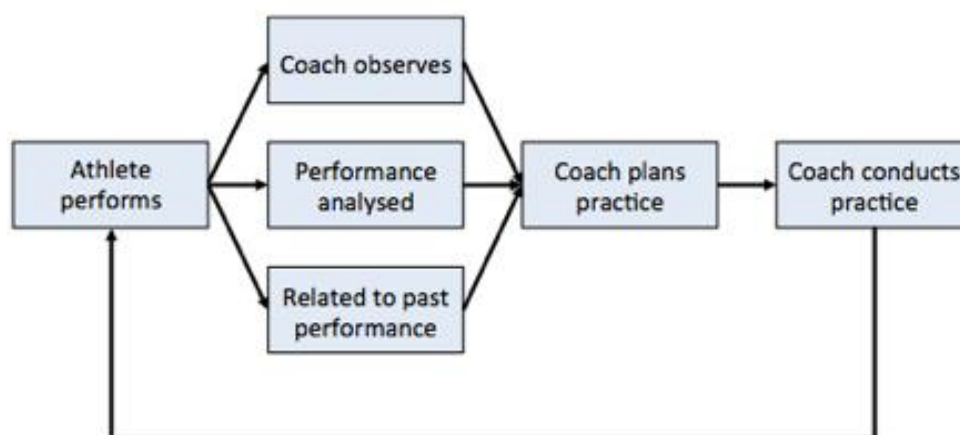 Coach observes
Athlete
performs
Performance
analysed
Related to past
performance
Coach plans
practice
Coach conducts
practice